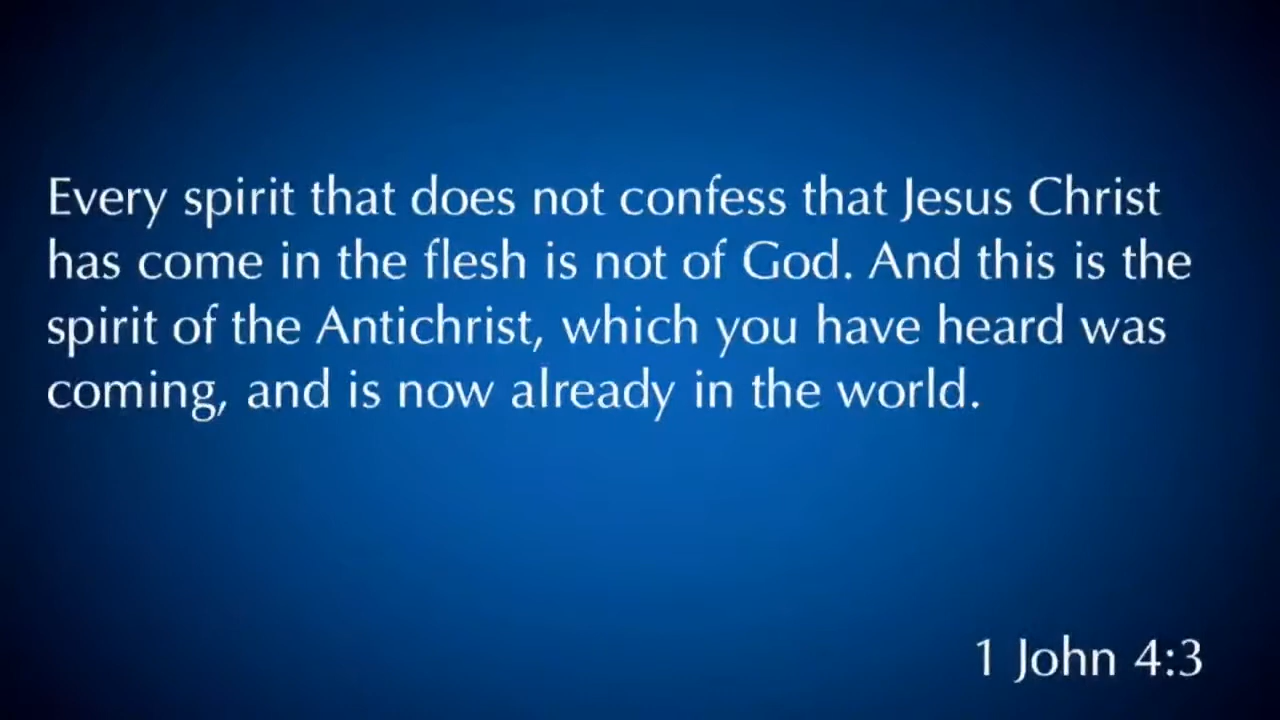 Every spirit that does not confess that Jesus Christ
has come in the flesh is not of God. And this is the
spirit of the Antichrist, which you have heard was
coming, and is now already in the world.
1 John 4:3